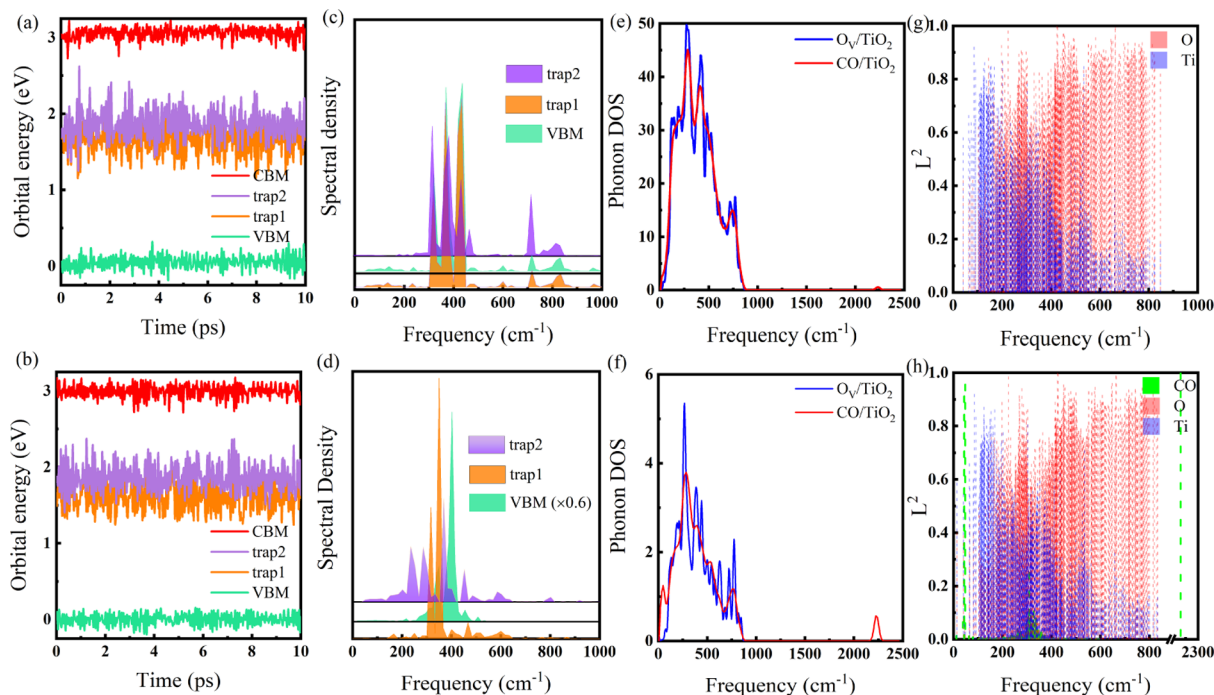 (a)
Orbital energy (eV)
3
2
1
0
CBM
trap2
trap1
VBM
0 2 4 6 8 10
Time (ps)
(c)
Spectral density
trap2
trap1
VBM
0 200 400 600 800 1000
Frequency (cm⁻¹)
(e)
Phonon DOS
50
40
30
20
10
0
O_V/TiO₂
CO/TiO₂
0 500 1000 1500 2000 2500
Frequency (cm⁻¹)
(g)
L²
1.0
0.8
0.6
0.4
0.2
0.0
O
Ti
0 200 400 600 800 1000
Frequency (cm⁻¹)
(b)
Orbital energy (eV)
3
2
1
0
CBM
trap2
trap1
VBM
0 2 4 6 8 10
Time (ps)
(d)
Spectral Density
trap2
trap1
VBM (×0.6)
0 200 400 600 800 1000
Frequency (cm⁻¹)
(f)
Phonon DOS
6
4
2
0
O_V/TiO₂
CO/TiO₂
0 500 1000 1500 2000 2500
Frequency (cm⁻¹)
(h)
L²
1.0
0.8
0.6
0.4
0.2
0.0
CO
O
Ti
0 200 400 600 800 2300
Frequency (cm⁻¹)